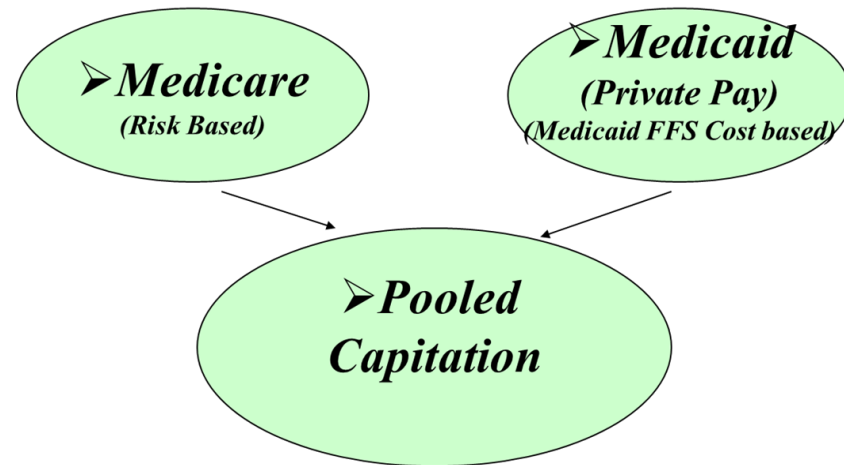 ➢Medicare
(Risk Based)
➢Medicaid
(Private Pay)
(Medicaid FFS Cost based)
➢Pooled
Capitation